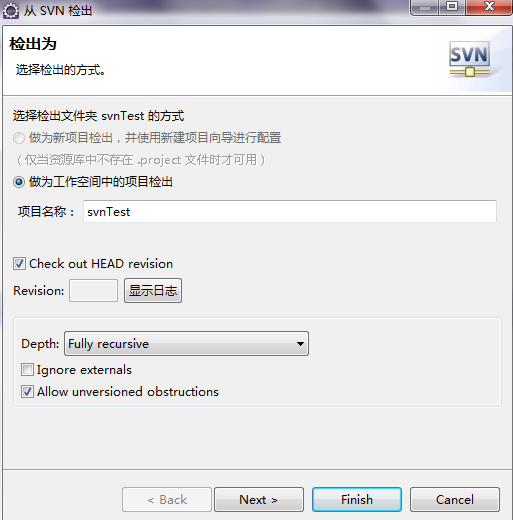 从 SVN 检出
检出为
选择检出的方式。
SVN
选择检出文件夹 svnTest 的方式
做为新项目检出，并使用新建项目向导进行配置
（仅当资源库中不存在 .project 文件时才可用）
做为工作空间中的项目检出
项目名称： svnTest
Check out HEAD revision
Revision: 显示日志
Depth: Fully recursive
Ignore externals
Allow unversioned obstructions
< Back Next > Finish Cancel